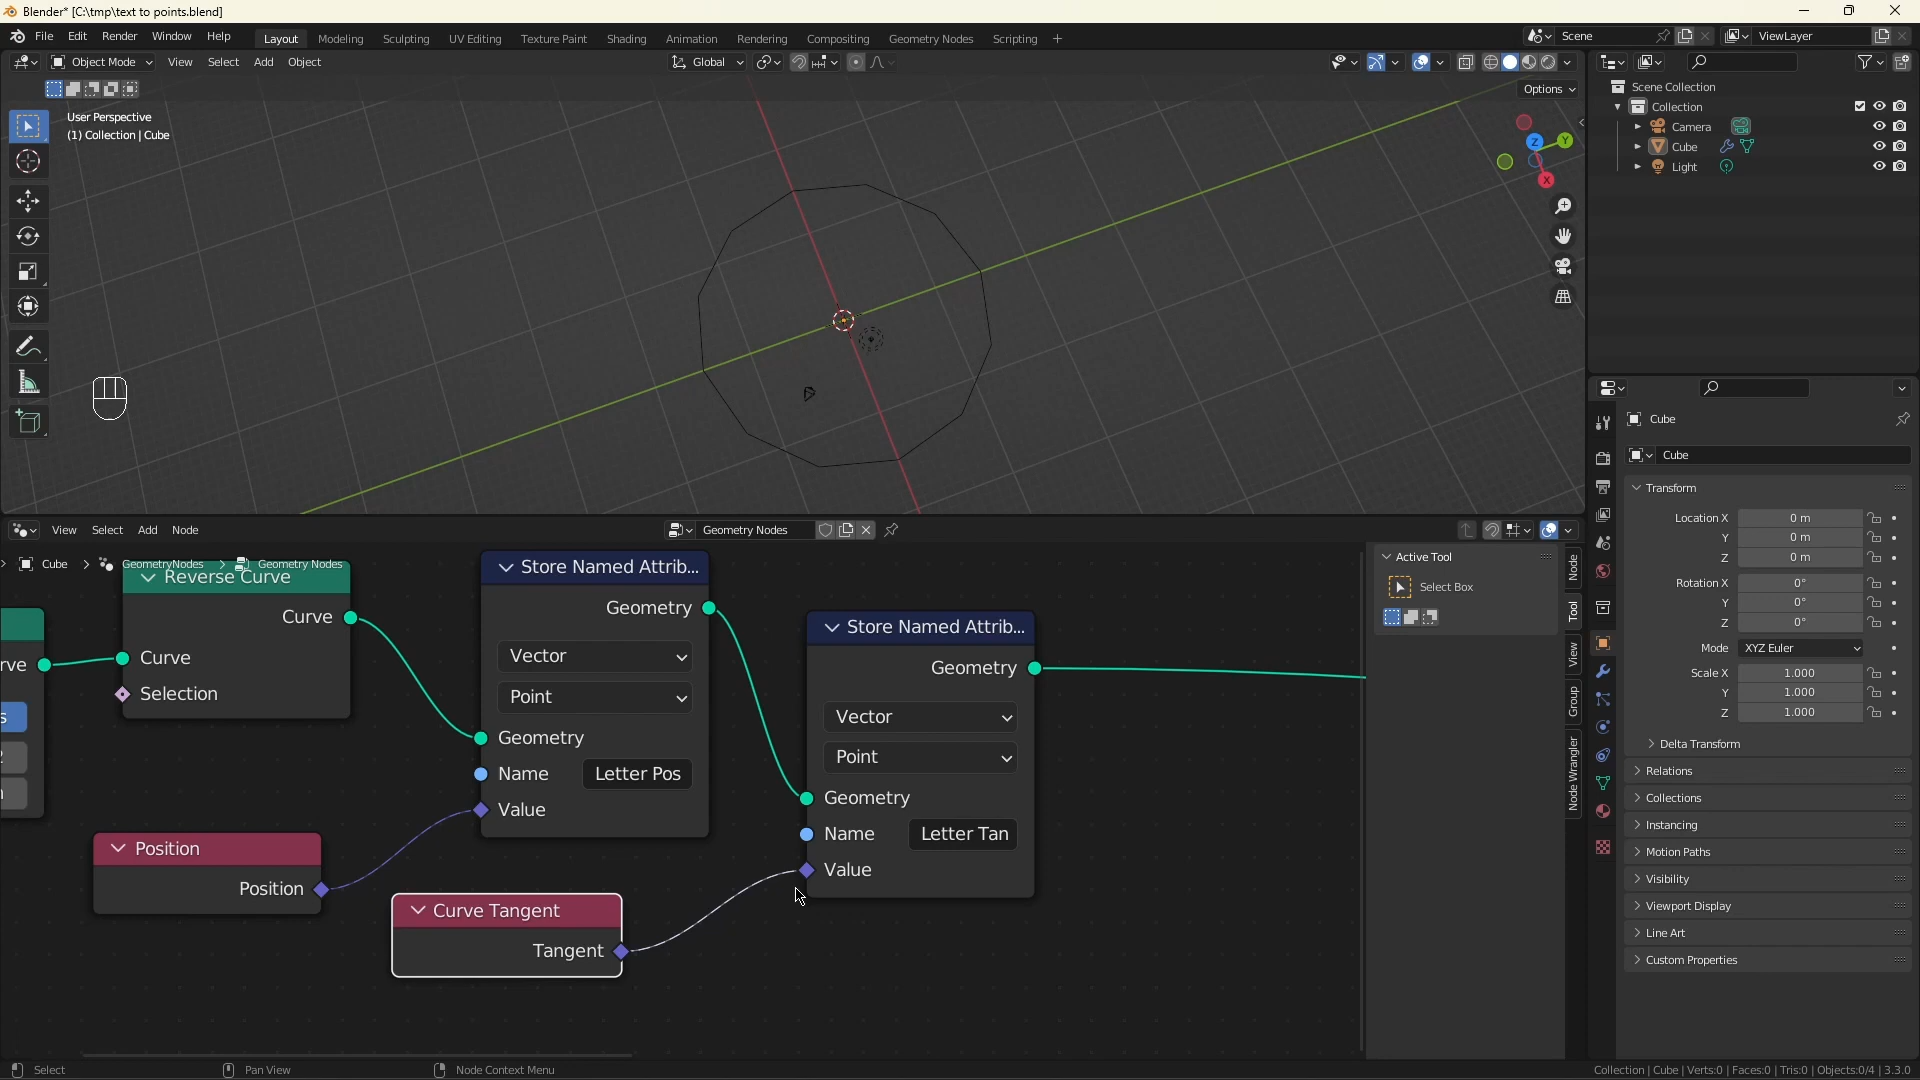 Blender* [C:\tmp\text to points.blend]
File Edit Render Window Help Layout Modeling Sculpting UV Editing Texture Paint Shading Animation Rendering Compositing Geometry Nodes Scripting + Scene ViewLayer
Object Mode View Select Add Object Global
Options
User Perspective
(1) Collection | Cube
Z Y X
Scene Collection
Collection
Camera
Cube
Light
View Select Add Node Geometry Nodes
Cube > GeometryNodes > Geometry Nodes
Reverse Curve
Curve
Curve
Selection
rve
Position
Position
Store Named Attrib...
Geometry
Vector
Point
Geometry
Name Letter Pos
Value
Curve Tangent
Tangent
Store Named Attrib...
Geometry
Vector
Point
Geometry
Name Letter Tan
Value
Active Tool
Select Box
Node
Tool
View
Group
Node Wrangler
Cube
Cube
Transform
Location X 0 m
Y 0 m
Z 0 m
Rotation X 0°
Y 0°
Z 0°
Mode XYZ Euler
Scale X 1.000
Y 1.000
Z 1.000
Delta Transform
Relations
Collections
Instancing
Motion Paths
Visibility
Viewport Display
Line Art
Custom Properties
Select Pan View Node Context Menu Collection | Cube | Verts:0 | Faces:0 | Tris:0 | Objects:0/4 | 3.3.0